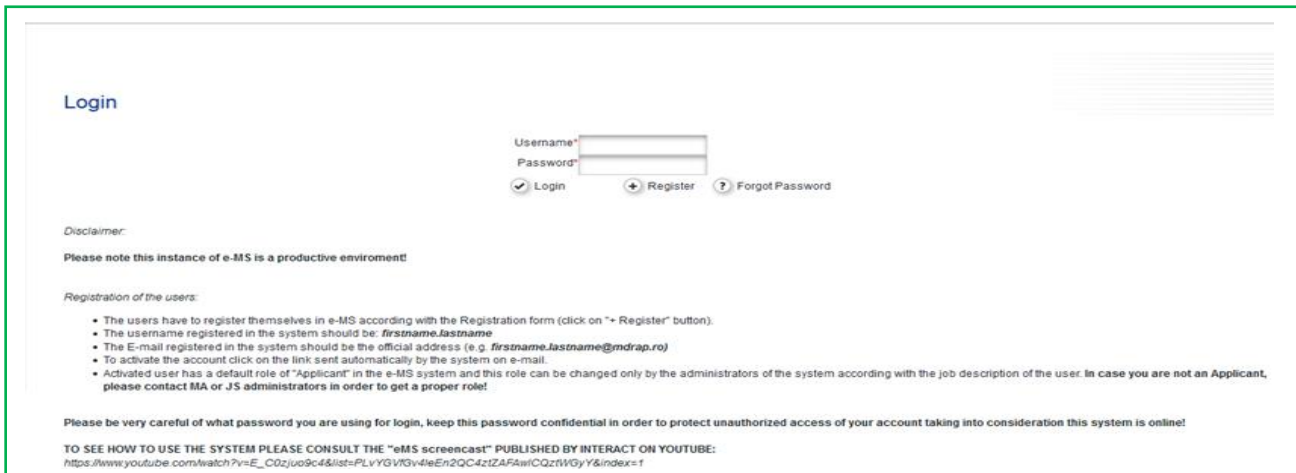 Login
Username*
Password*
Login Register ? Forgot Password
Disclaimer:
Please note this instance of e-MS is a productive enviroment!
Registration of the users:
• The users have to register themselves in e-MS according with the Registration form (click on "+ Register" button).
• The username registered in the system should be: firstname.lastname
• The E-mail registered in the system should be the official address (e.g. firstname.lastname@mdrap.ro)
• To activate the account click on the link sent automatically by the system on e-mail.
• Activated user has a default role of "Applicant" in the e-MS system and this role can be changed only by the administrators of the system according with the job description of the user. In case you are not an Applicant,
please contact MA or JS administrators in order to get a proper role!
Please be very careful of what password you are using for login, keep this password confidential in order to protect unauthorized access of your account taking into consideration this system is online!
TO SEE HOW TO USE THE SYSTEM PLEASE CONSULT THE "eMS screencast" PUBLISHED BY INTERACT ON YOUTUBE:
https://www.youtube.com/watch?v=E_C0zjuo9c4&list=PLvYGVfGv4IeEn2QC4ztZAFAwlCQztWGyY&index=1